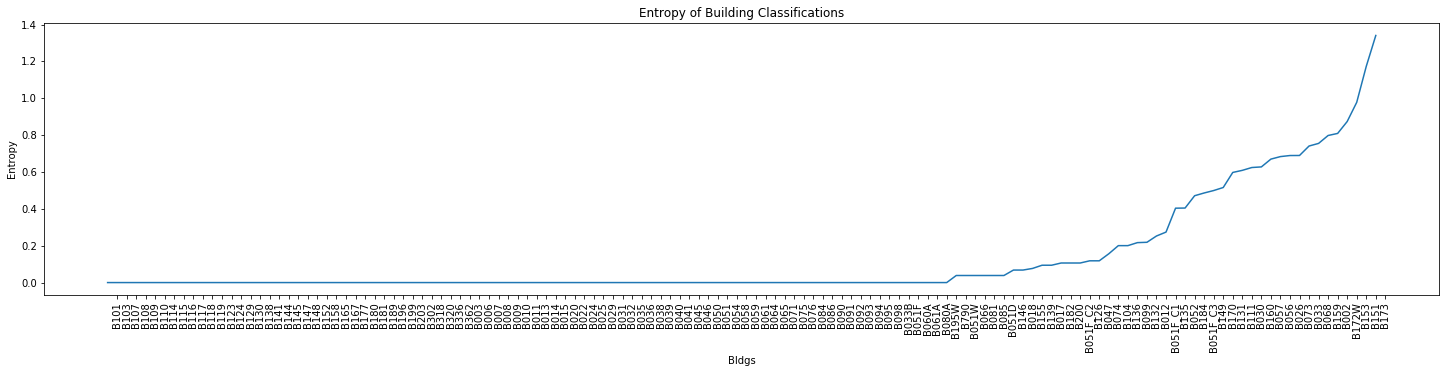 Entropy of Building Classifications
1.4
1.2
1.0
0.8
0.6
0.4
0.2
0.0
Entropy
B101
B103
B107
B108
B109
B110
B114
B115
B116
B117
B118
B119
B123
B124
B129
B130
B138
B141
B144
B145
B147
B148
B152
B158
B165
B167
B177
B180
B181
B189
B196
B199
B203
B302
B318
B320
B336
B362
B003
B006
B007
B008
B009
B010
B011
B013
B014
B015
B020
B022
B024
B025
B029
B031
B032
B035
B036
B038
B039
B040
B041
B045
B046
B050
B051
B054
B058
B059
B061
B064
B065
B071
B075
B076
B084
B086
B090
B091
B092
B093
B094
B095
B098
B033B
B051F
B060A
B061A
B080A
B195W
B790
B051W
B066
B081
B085
B051D
B146
B018
B155
B139
B017
B182
B200
B051F_C2
B126
B047
B074
B104
B136
B099
B132
B012
B051F_C1
B135
B052
B184
B051F_C3
B149
B170
B131
B111
B030
B160
B057
B056
B026
B073
B033
B068
B159
B002
B172W
B153
B151
B173
Bldgs